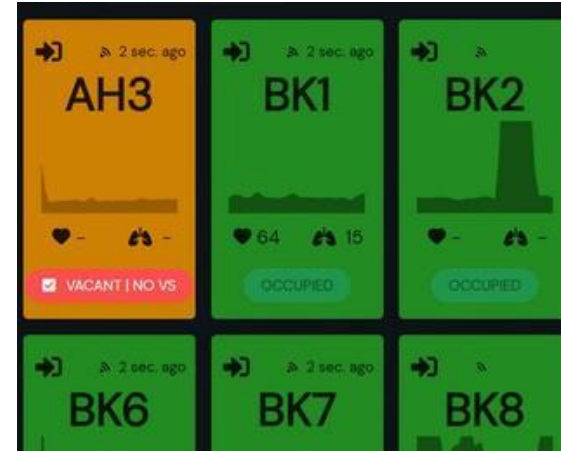 2 sec. ago
2 sec. ago
AH3
BK1
BK2
-
-
64
15
-
-
VACANT | NO VS
OCCUPIED
OCCUPIED
2 sec. ago
2 sec. ago
BK6
BK7
BK8